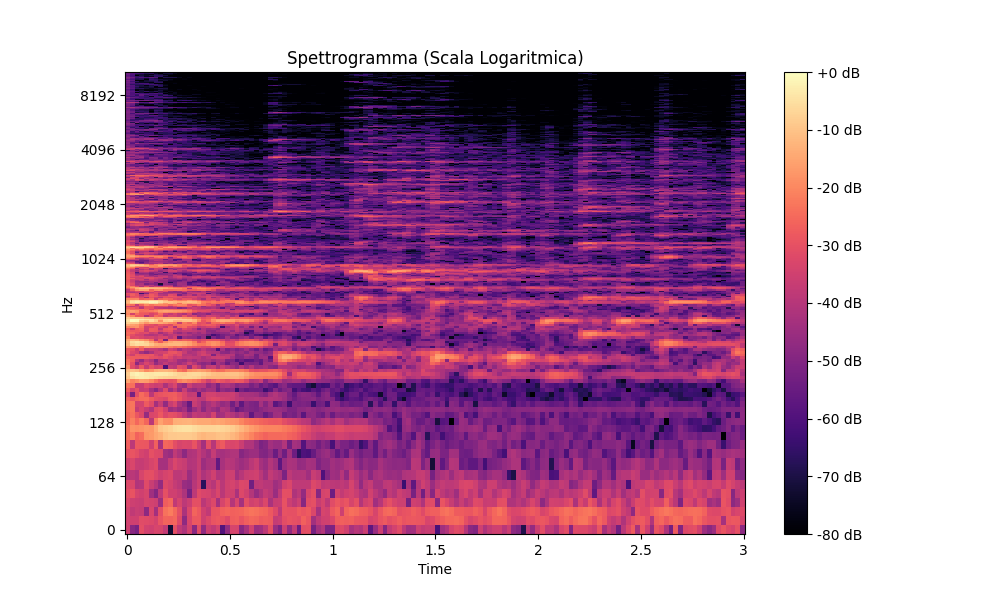 Spettrogramma (Scala Logaritmica)
Hz
8192
4096
2048
1024
512
256
128
64
0
0
0.5
1
1.5
2
2.5
3
Time
+0 dB
-10 dB
-20 dB
-30 dB
-40 dB
-50 dB
-60 dB
-70 dB
-80 dB